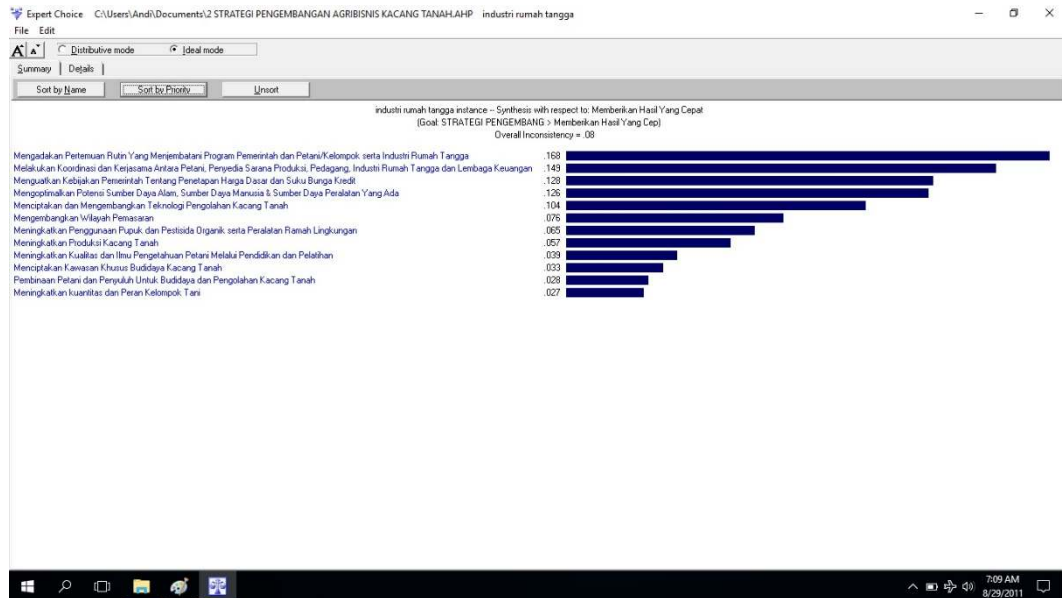 Expert Choice C:\Users\Andi\Documents\2 STRATEGI PENGEMBANGAN AGRIBISNIS KACANG TANAH.AHP industri rumah tangga
File Edit
A A Distributive mode Ideal mode
Summary Details
Sort by Name Sort by Priority Unsort
industri rumah tangga instance -- Synthesis with respect to: Memberikan Hasil Yang Cepat
(Goal: STRATEGI PENGEMBANG > Memberikan Hasil Yang Cep)
Overall Inconsistency = .08
Mengadakan Pertemuan Rutin Yang Menjembatani Program Pemerintah dan Petani/Kelompok serta Industri Rumah Tangga .168
Melakukan Koordinasi dan Kerjasama Antara Petani, Penyedia Sarana Produksi, Pedagang, Industri Rumah Tangga dan Lembaga Keuangan .149
Menguatkan Kebijakan Pemerintah Tentang Penetapan Harga Dasar dan Suku Bunga Kredit .128
Mengoptimalkan Potensi Sumber Daya Alam, Sumber Daya Manusia & Sumber Daya Peralatan Yang Ada .126
Menciptakan dan Mengembangkan Teknologi Pengolahan Kacang Tanah .104
Mengembangkan Wilayah Pemasaran .076
Meningkatkan Penggunaan Pupuk dan Pestisida Organik serta Peralatan Ramah Lingkungan .065
Meningkatkan Produksi Kacang Tanah .057
Meningkatkan Kualitas dan Ilmu Pengetahuan Petani Melalui Pendidikan dan Pelatihan .039
Menciptakan Kawasan Khusus Budidaya Kacang Tanah .033
Pembinaan Petani dan Penyuluh Untuk Budidaya dan Pengolahan Kacang Tanah .028
Meningkatkan kuantitas dan Peran Kelompok Tani .027
7:09 AM
8/29/2011